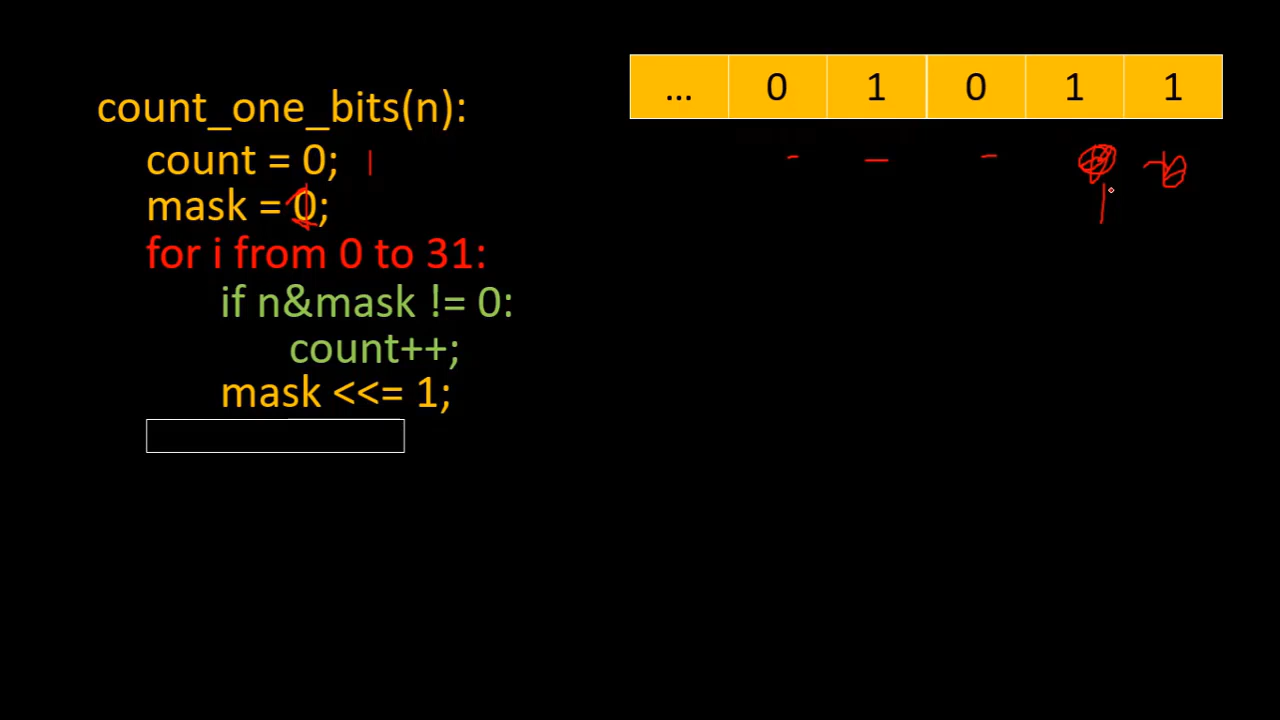 count_one_bits(n):
count = 0; 1
mask = 0;
for i from 0 to 31:
if n&mask != 0:
count++;
mask <<= 1;
... 0 1 0 1 1